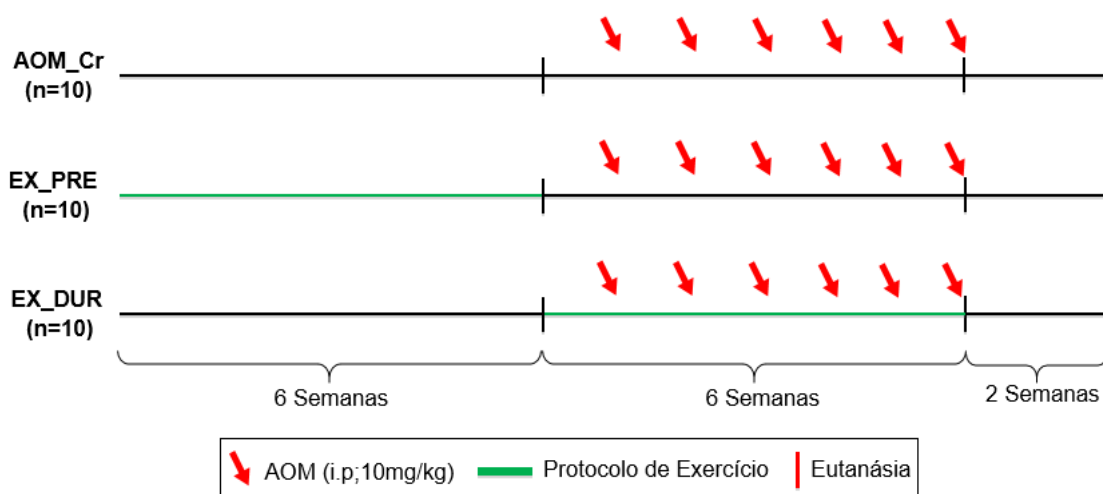 AOM_Cr
(n=10)
EX_PRE
(n=10)
EX_DUR
(n=10)
6 Semanas
6 Semanas
2 Semanas
AOM (i.p;10mg/kg)
Protocolo de Exercício
Eutanásia